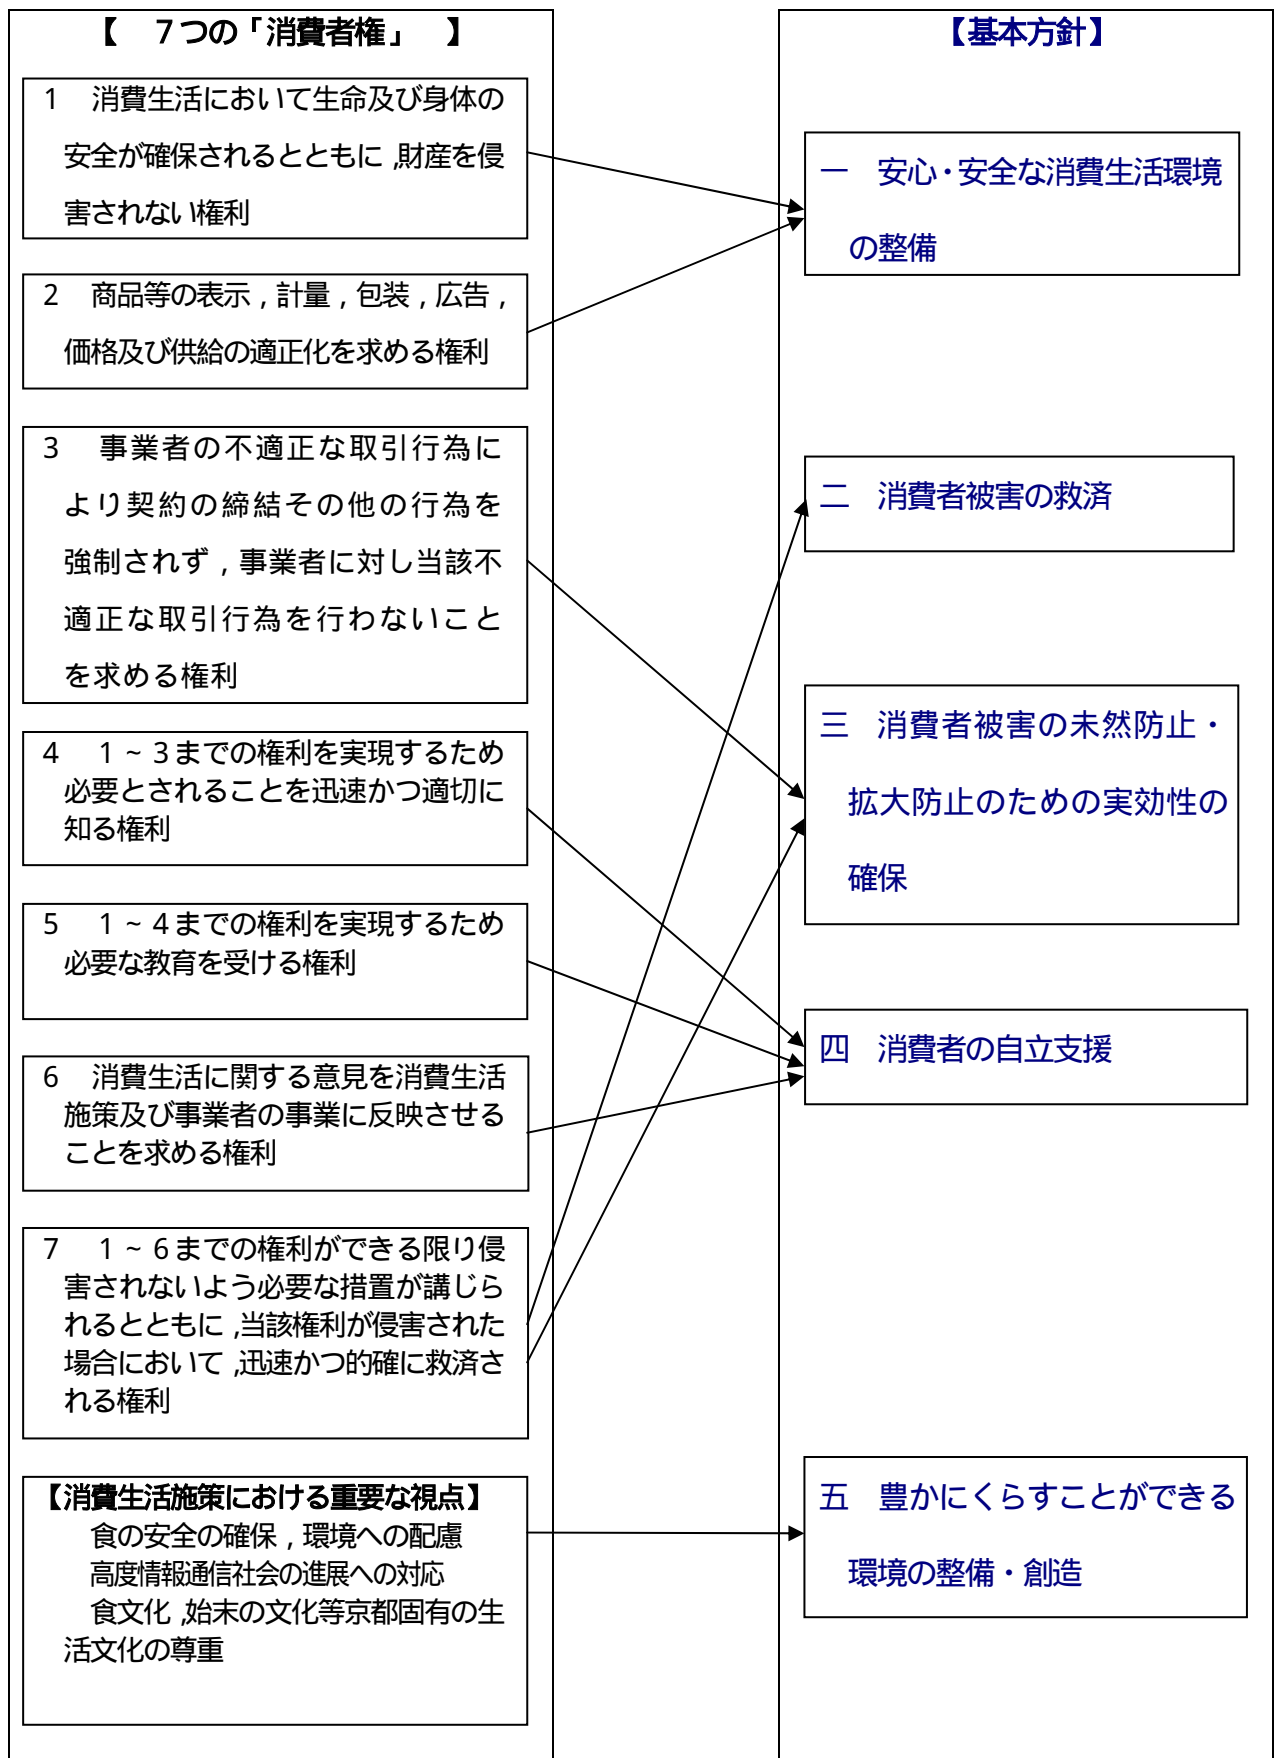 【　７つの「消費者権」　】
１　消費生活において生命及び身体の
安全が確保されるとともに，財産を侵
害されない権利
２　商品等の表示，計量，包装，広告，
価格及び供給の適正化を求める権利
３　事業者の不適正な取引行為に
より契約の締結その他の行為を
強制されず，事業者に対し当該不
適正な取引行為を行わないこと
を求める権利
４　１～３までの権利を実現するため
必要とされることを迅速かつ適切に
知る権利
５　１～４までの権利を実現するため
必要な教育を受ける権利
６　消費生活に関する意見を消費生活
施策及び事業者の事業に反映させる
ことを求める権利
７　１～６までの権利ができる限り侵
害されないよう必要な措置が講じら
れるとともに，当該権利が侵害された
場合において，迅速かつ的確に救済さ
れる権利
【消費生活施策における重要な視点】
食の安全の確保，環境への配慮
高度情報通信社会の進展への対応
食文化，始末の文化等京都固有の生
活文化の尊重
【基本方針】
一　安心・安全な消費生活環境
の整備
二　消費者被害の救済
三　消費者被害の未然防止・
拡大防止のための実効性の
確保
四　消費者の自立支援
五　豊かにくらすことができる
環境の整備・創造